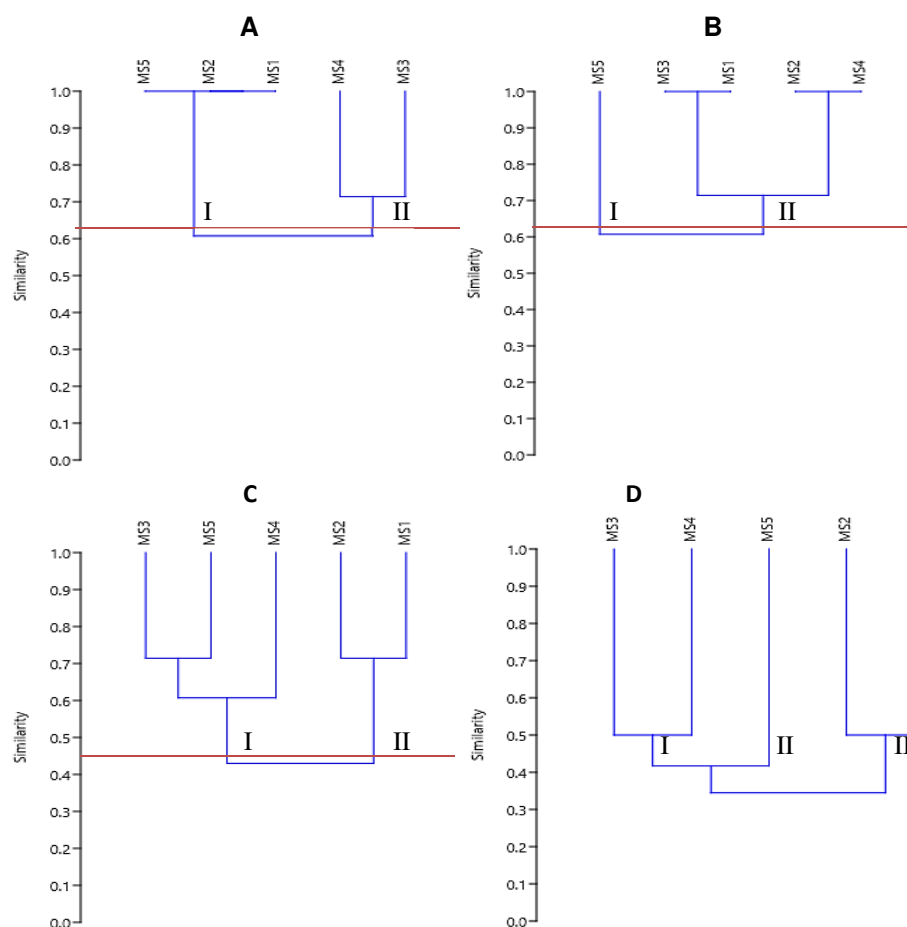 A
MS5 MS2 MS1 MS4 MS3
1.0
0.9
0.8
0.7
0.6
0.5
0.4
0.3
0.2
0.1
0.0
Similarity
I II
B
MS5 MS3 MS1 MS2 MS4
1.0
0.9
0.8
0.7
0.6
0.5
0.4
0.3
0.2
0.1
0.0
Similarity
I II
C
MS3 MS5 MS4 MS2 MS1
1.0
0.9
0.8
0.7
0.6
0.5
0.4
0.3
0.2
0.1
0.0
Similarity
I II
D
MS3 MS4 MS5 MS2
1.0
0.9
0.8
0.7
0.6
0.5
0.4
0.3
0.2
0.1
0.0
Similarity
I II